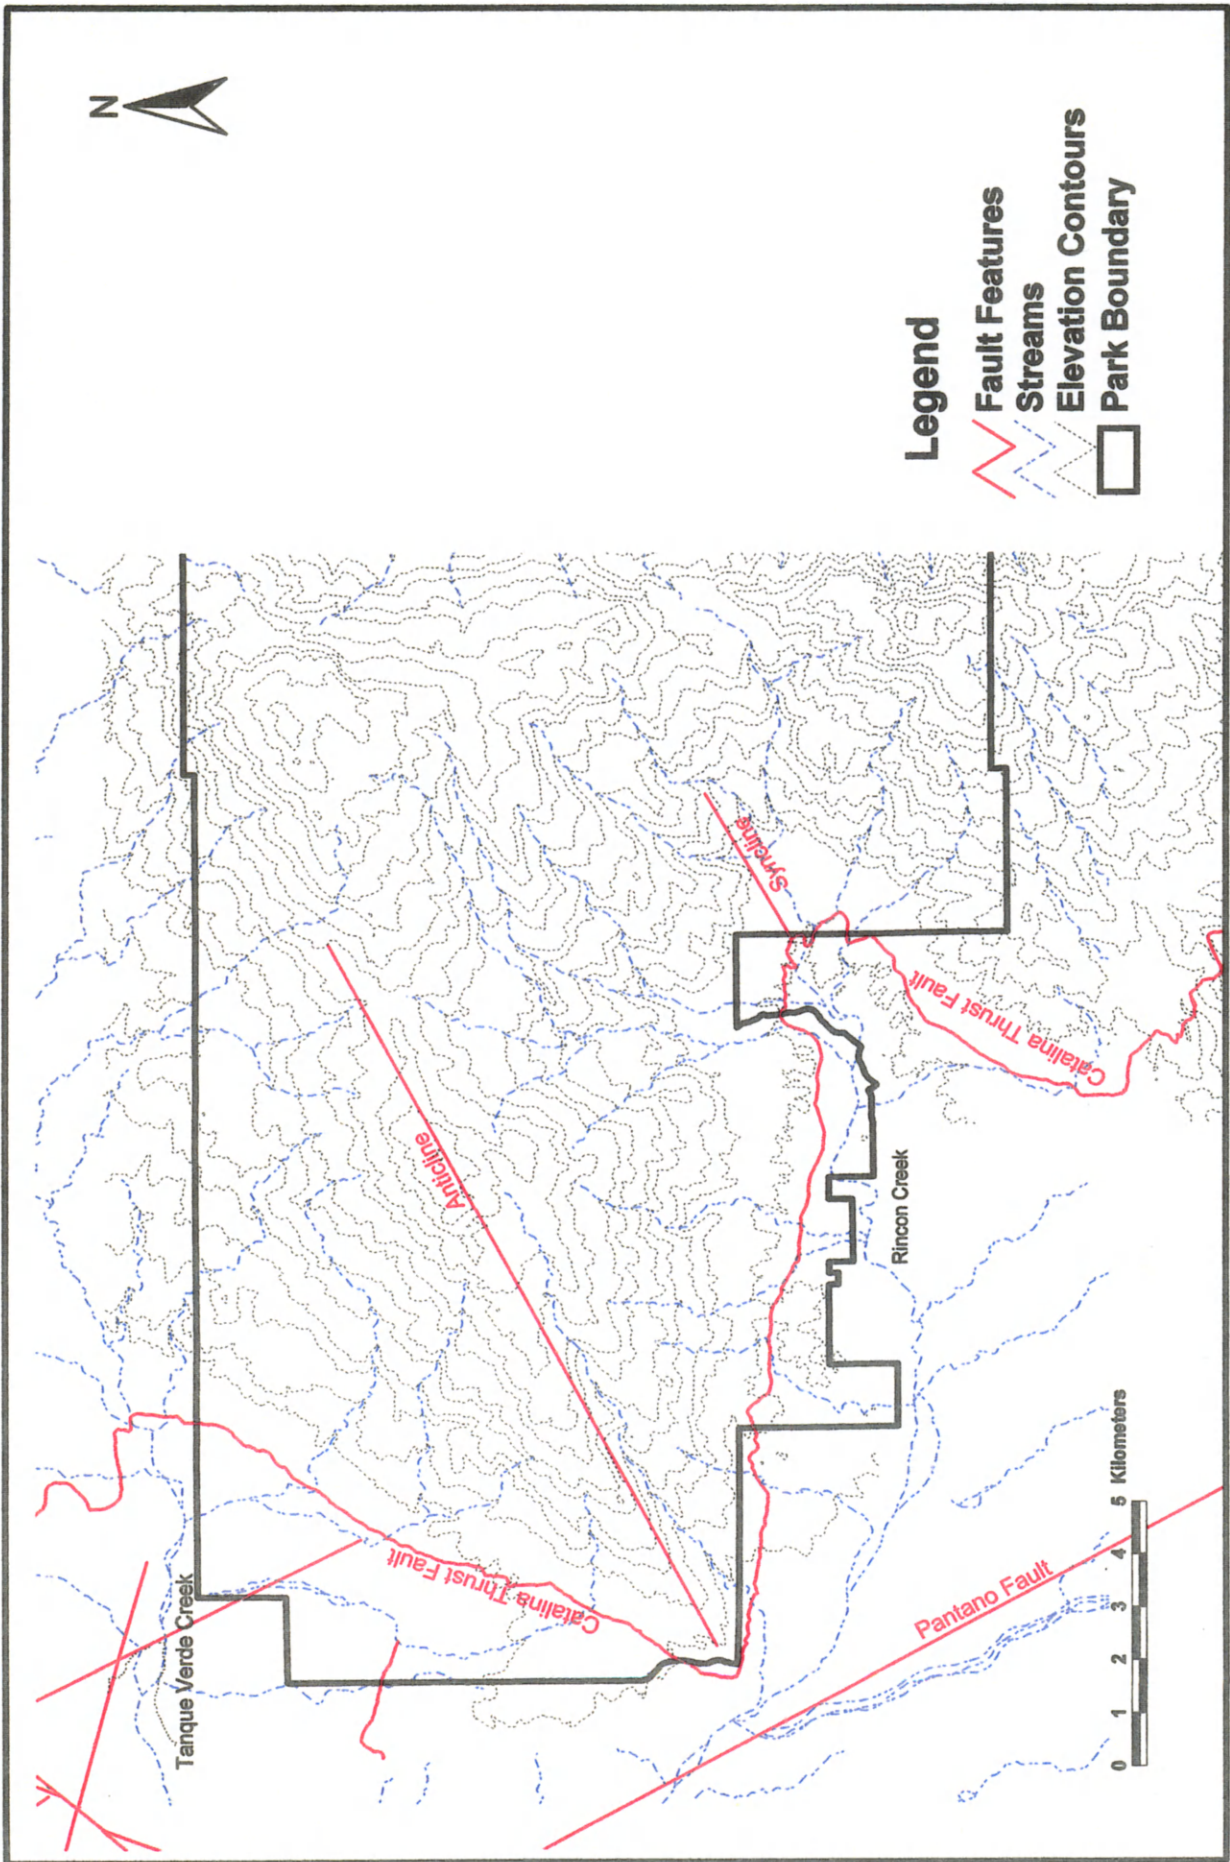 N
Tanque Verde Creek
Catalina Thrust Fault
Anticline
Syncline
Catalina Thrust Fault
Rincon Creek
Pantano Fault
0 1 2 3 4 5 Kilometers
Legend
Fault Features
Streams
Elevation Contours
Park Boundary